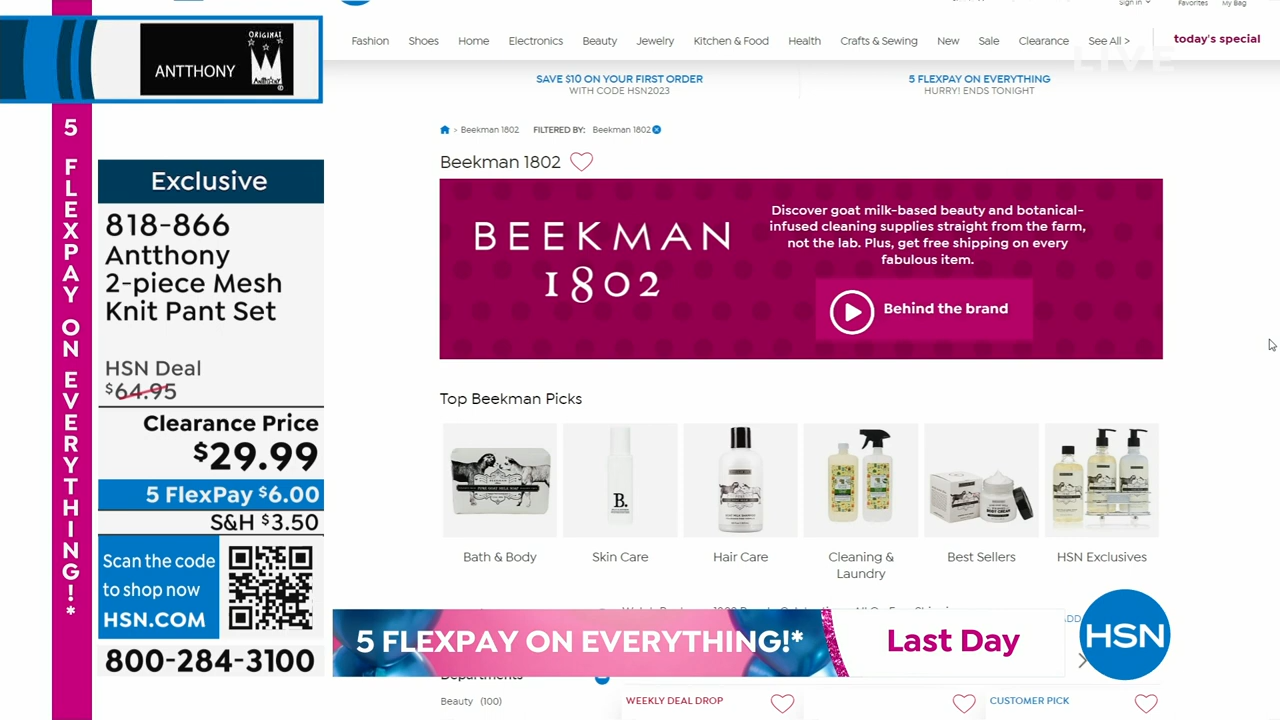 ANTTHONY
ORIGINAL
Antthony
5 FLEXPAY ON EVERYTHING!*
Exclusive
818-866
Antthony
2-piece Mesh
Knit Pant Set
HSN Deal
$64.95
Clearance Price
$29.99
5 FlexPay $6.00
S&H $3.50
Scan the code
to shop now
HSN.COM
800-284-3100
Sign in
Favorites
My Bag
Fashion Shoes Home Electronics Beauty Jewelry Kitchen & Food Health Crafts & Sewing New Sale Clearance See All > today's special
LIVE
SAVE $10 ON YOUR FIRST ORDER
WITH CODE HSN2023
5 FLEXPAY ON EVERYTHING
HURRY! ENDS TONIGHT
> Beekman 1802 FILTERED BY: Beekman 1802
Beekman 1802
BEEKMAN
1802
Discover goat milk-based beauty and botanical-
infused cleaning supplies straight from the farm,
not the lab. Plus, get free shipping on every
fabulous item.
Behind the brand
Top Beekman Picks
B.
Bath & Body
Skin Care
Hair Care
Cleaning &
Laundry
Best Sellers
HSN Exclusives
5 FLEXPAY ON EVERYTHING!*
Last Day
HSN
Departments
Beauty (100)
WEEKLY DEAL DROP
CUSTOMER PICK